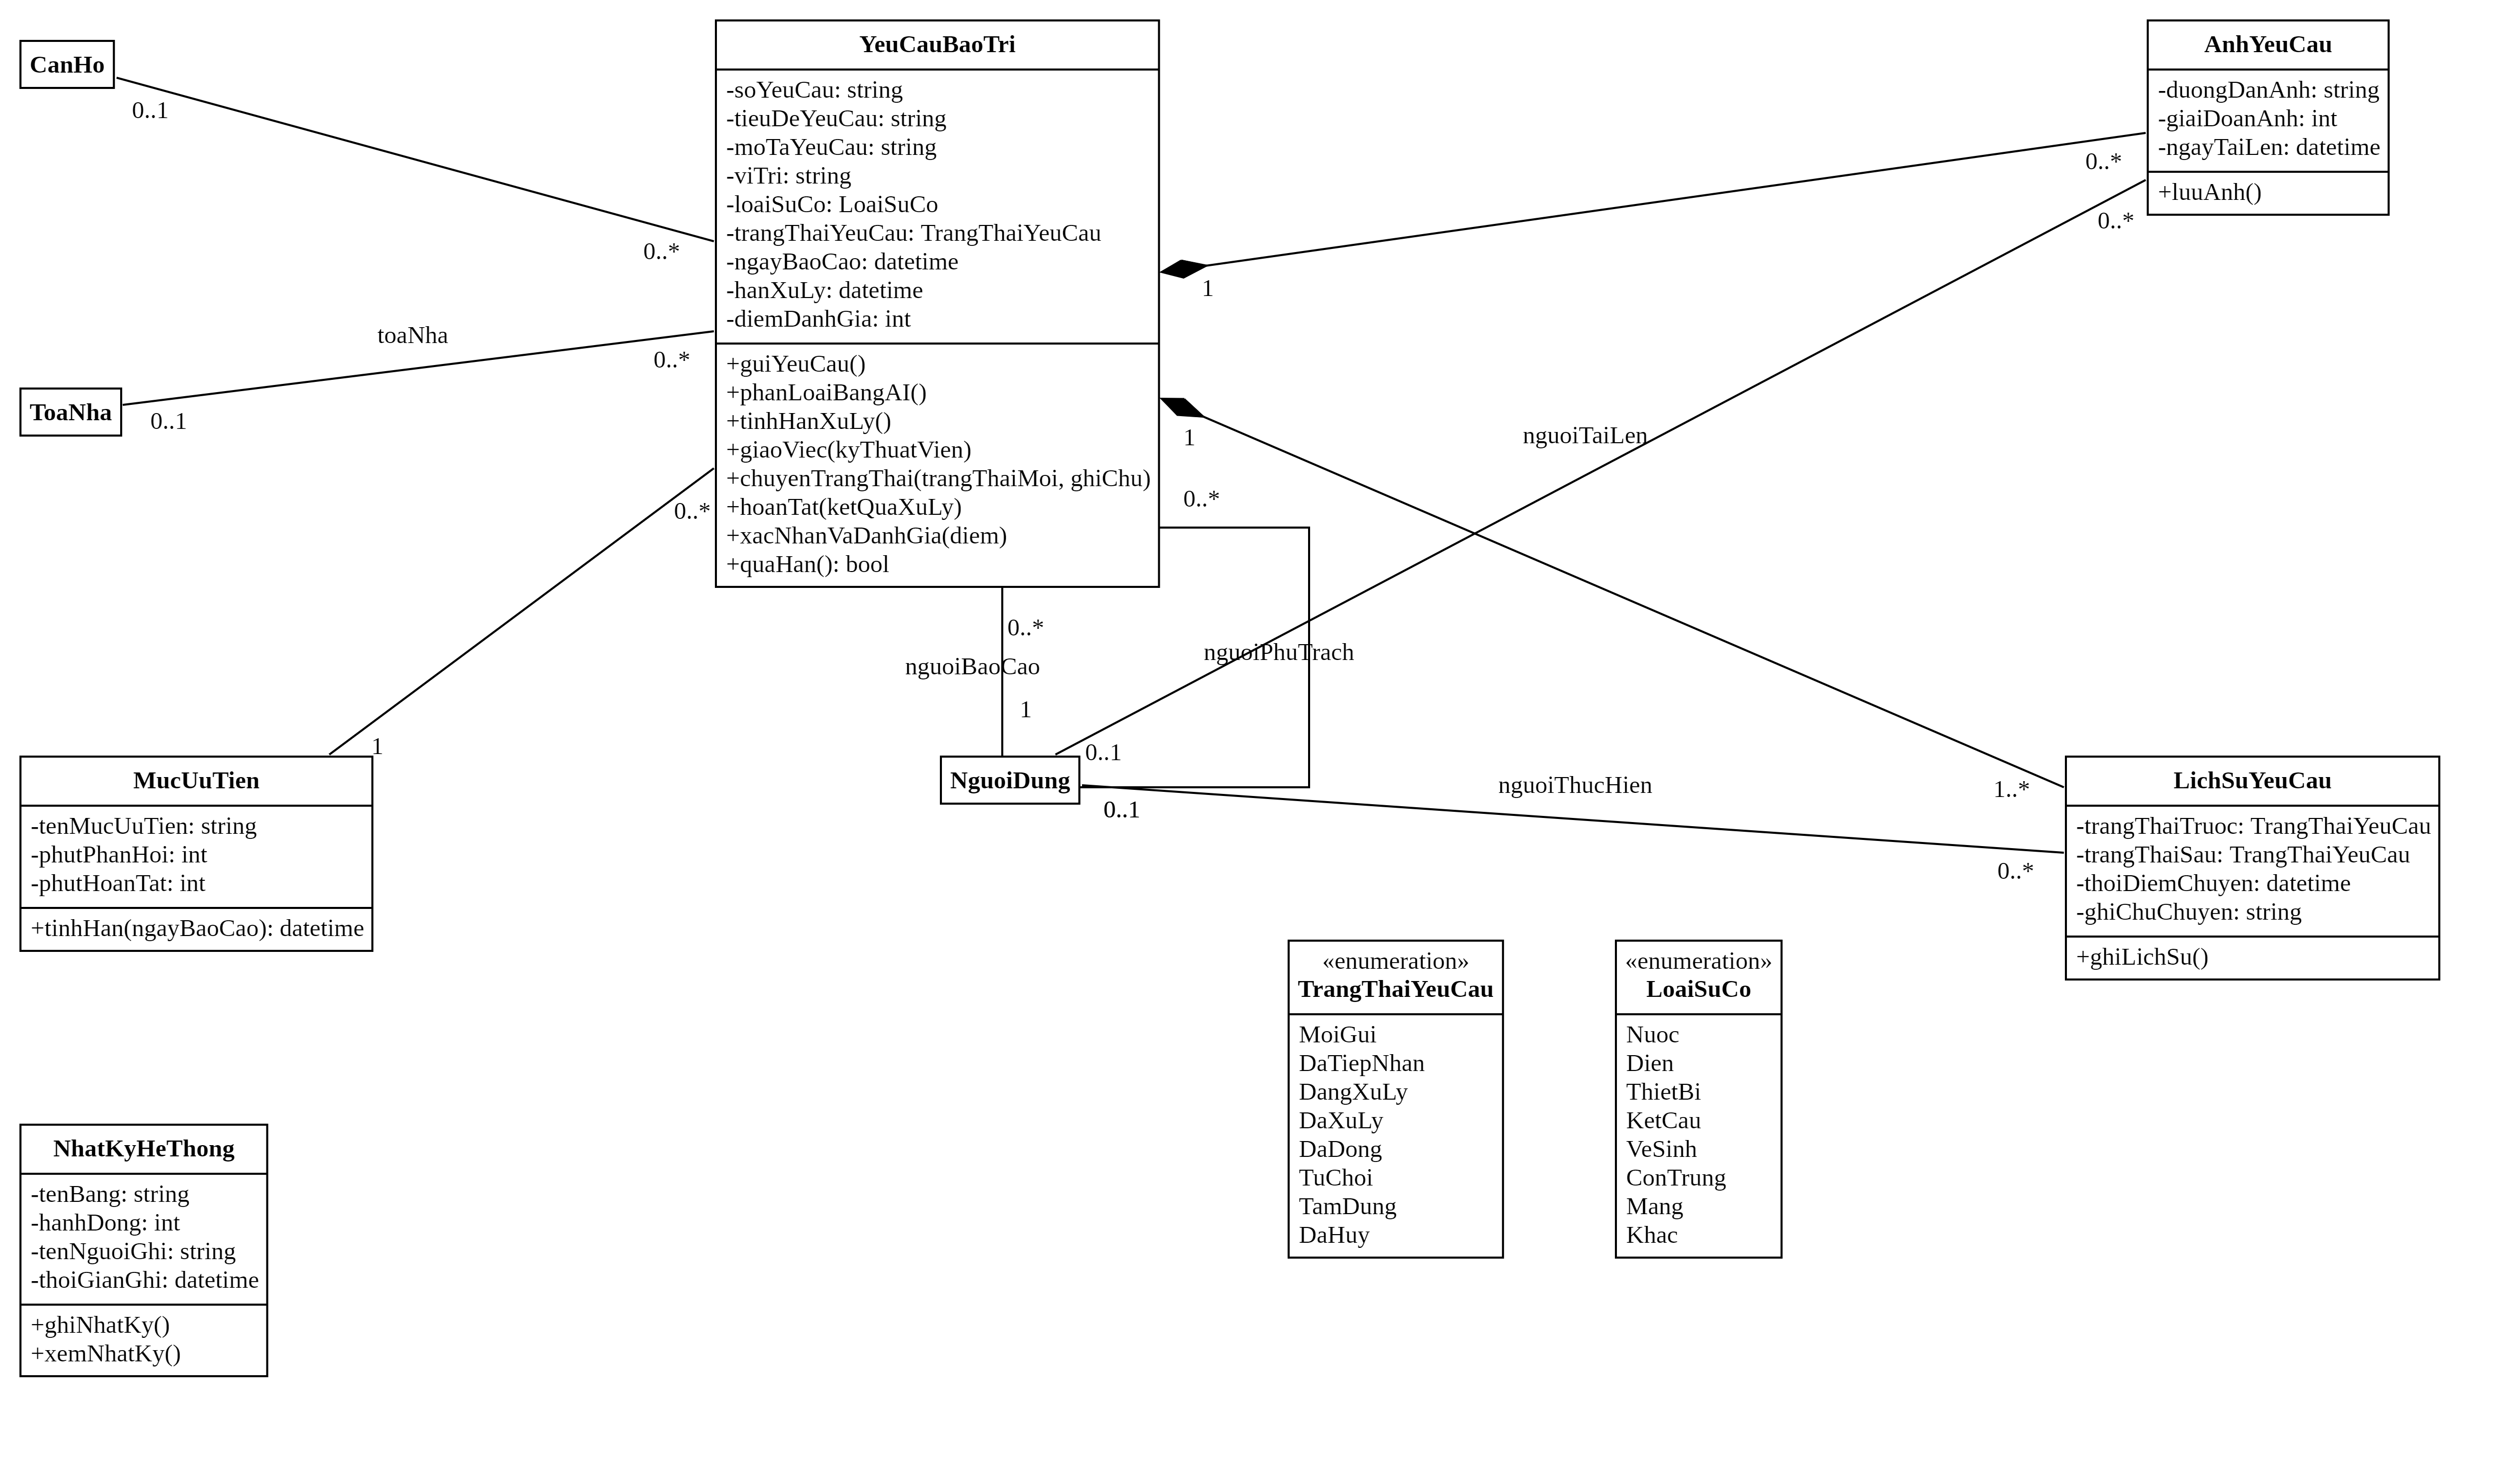 CanHo
0..1
0..*
YeuCauBaoTri
-soYeuCau: string
-tieuDeYeuCau: string
-moTaYeuCau: string
-viTri: string
-loaiSuCo: LoaiSuCo
-trangThaiYeuCau: TrangThaiYeuCau
-ngayBaoCao: datetime
-hanXuLy: datetime
-diemDanhGia: int
+guiYeuCau()
+phanLoaiBangAI()
+tinhHanXuLy()
+giaoViec(kyThuatVien)
+chuyenTrangThai(trangThaiMoi, ghiChu)
+hoanTat(ketQuaXuLy)
+xacNhanVaDanhGia(diem)
+quaHan(): bool
AnhYeuCau
-duongDanAnh: string
-giaiDoanAnh: int
-ngayTaiLen: datetime
+luuAnh()
0..*
0..*
1
toaNha
0..*
ToaNha
0..1
1
nguoiTaiLen
0..*
0..*
0..*
nguoiBaoCao
nguoiPhuTrach
1
1
0..1
MucUuTien
-tenMucUuTien: string
-phutPhanHoi: int
-phutHoanTat: int
+tinhHan(ngayBaoCao): datetime
NguoiDung
0..1
nguoiThucHien
1..*
0..*
LichSuYeuCau
-trangThaiTruoc: TrangThaiYeuCau
-trangThaiSau: TrangThaiYeuCau
-thoiDiemChuyen: datetime
-ghiChuChuyen: string
+ghiLichSu()
«enumeration»
TrangThaiYeuCau
MoiGui
DaTiepNhan
DangXuLy
DaXuLy
DaDong
TuChoi
TamDung
DaHuy
«enumeration»
LoaiSuCo
Nuoc
Dien
ThietBi
KetCau
VeSinh
ConTrung
Mang
Khac
NhatKyHeThong
-tenBang: string
-hanhDong: int
-tenNguoiGhi: string
-thoiGianGhi: datetime
+ghiNhatKy()
+xemNhatKy()